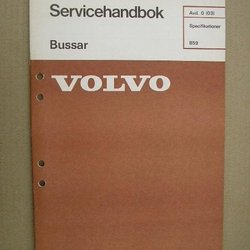 Servicehandbok
Avd. 0 (03)
Specifikationer
B59
Bussar
VOLVO